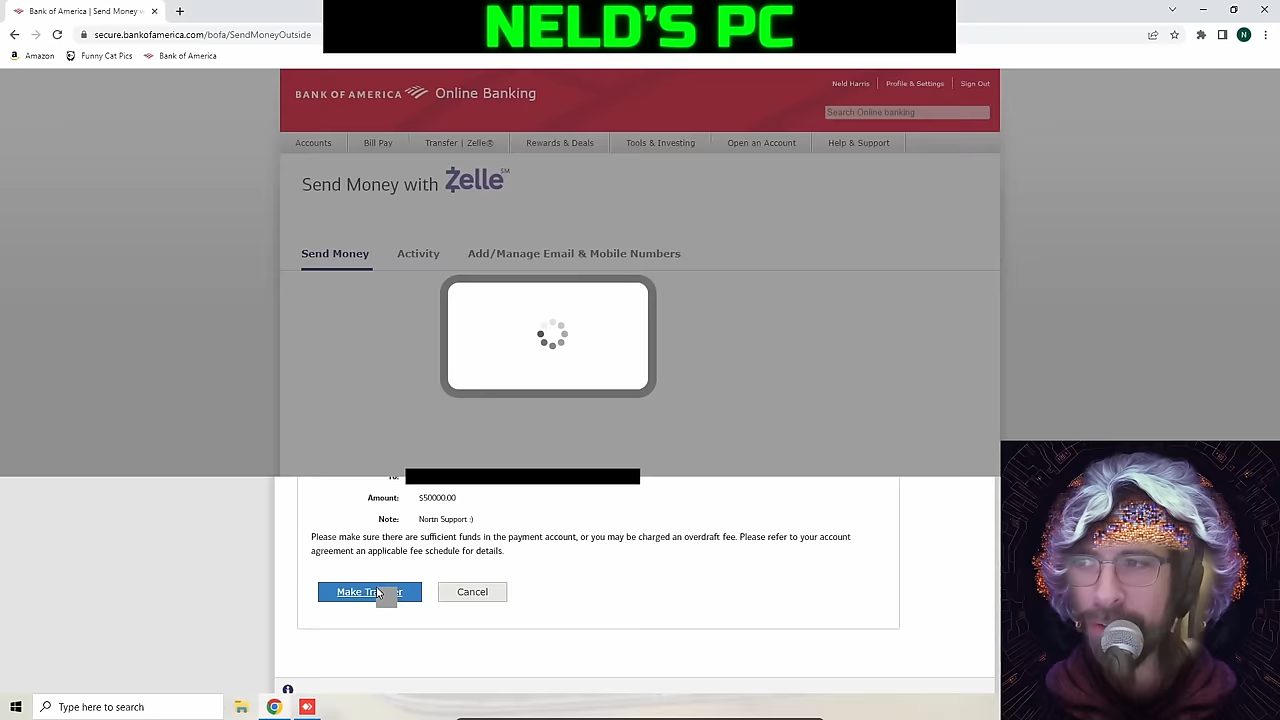 NELD'S PC
Bank of America | Send Money w
secure.bankofamerica.com/bofa/SendMoneyOutside
N
Amazon
Funny Cat Pics
Bank of America
Neld Harris
Profile & Settings
Sign Out
BANK OF AMERICA Online Banking
Search Online banking
Accounts
Bill Pay
Transfer | Zelle®
Rewards & Deals
Tools & Investing
Open an Account
Help & Support
Send Money with Zelle SM
Send Money
Activity
Add/Manage Email & Mobile Numbers
To:
Amount: $50000.00
Note: Nortn Support :)
Please make sure there are sufficient funds in the payment account, or you may be charged an overdraft fee. Please refer to your account
agreement an applicable fee schedule for details.
Make
Cancel
Type here to search